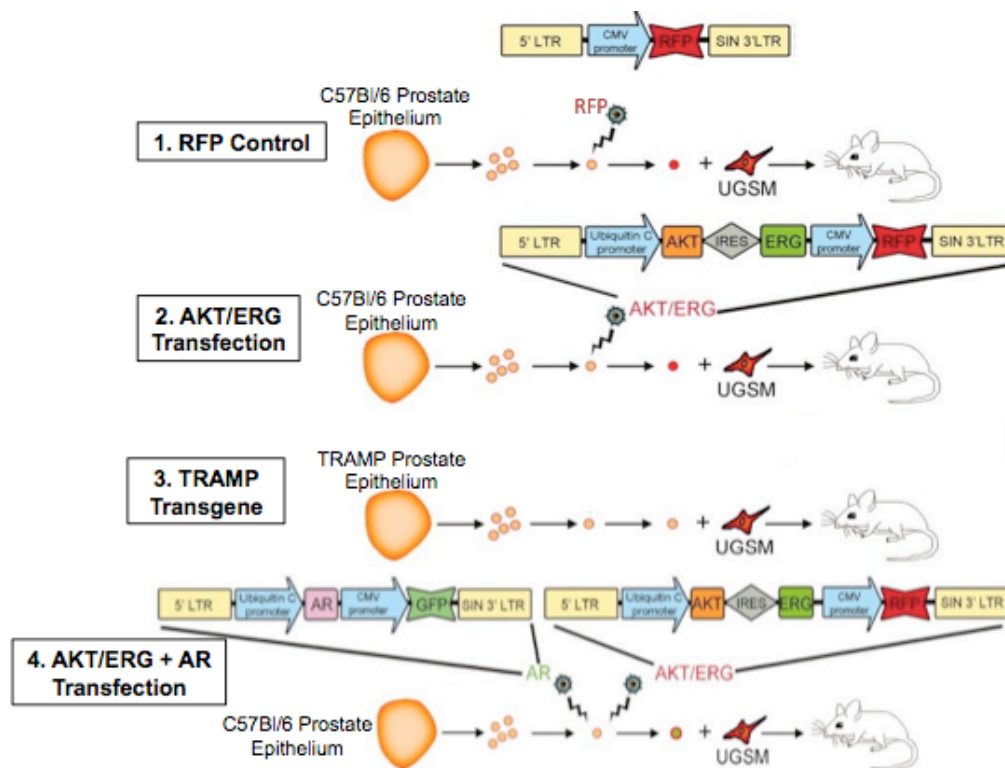 5' LTR CMV promoter RFP SIN 3'LTR
C57Bl/6 Prostate
Epithelium
RFP
1. RFP Control
+
UGSM
5' LTR Ubiquitin C promoter AKT IRES ERG CMV promoter RFP SIN 3'LTR
C57Bl/6 Prostate
Epithelium
AKT/ERG
2. AKT/ERG
Transfection
+
UGSM
TRAMP Prostate
Epithelium
3. TRAMP
Transgene
+
UGSM
5' LTR Ubiquitin C promoter AR CMV promoter GFP SIN 3' LTR
5' LTR Ubiquitin C promoter AKT IRES ERG CMV promoter RFP SIN 3' LTR
4. AKT/ERG + AR
Transfection
AR
AKT/ERG
C57Bl/6 Prostate
Epithelium
+
UGSM